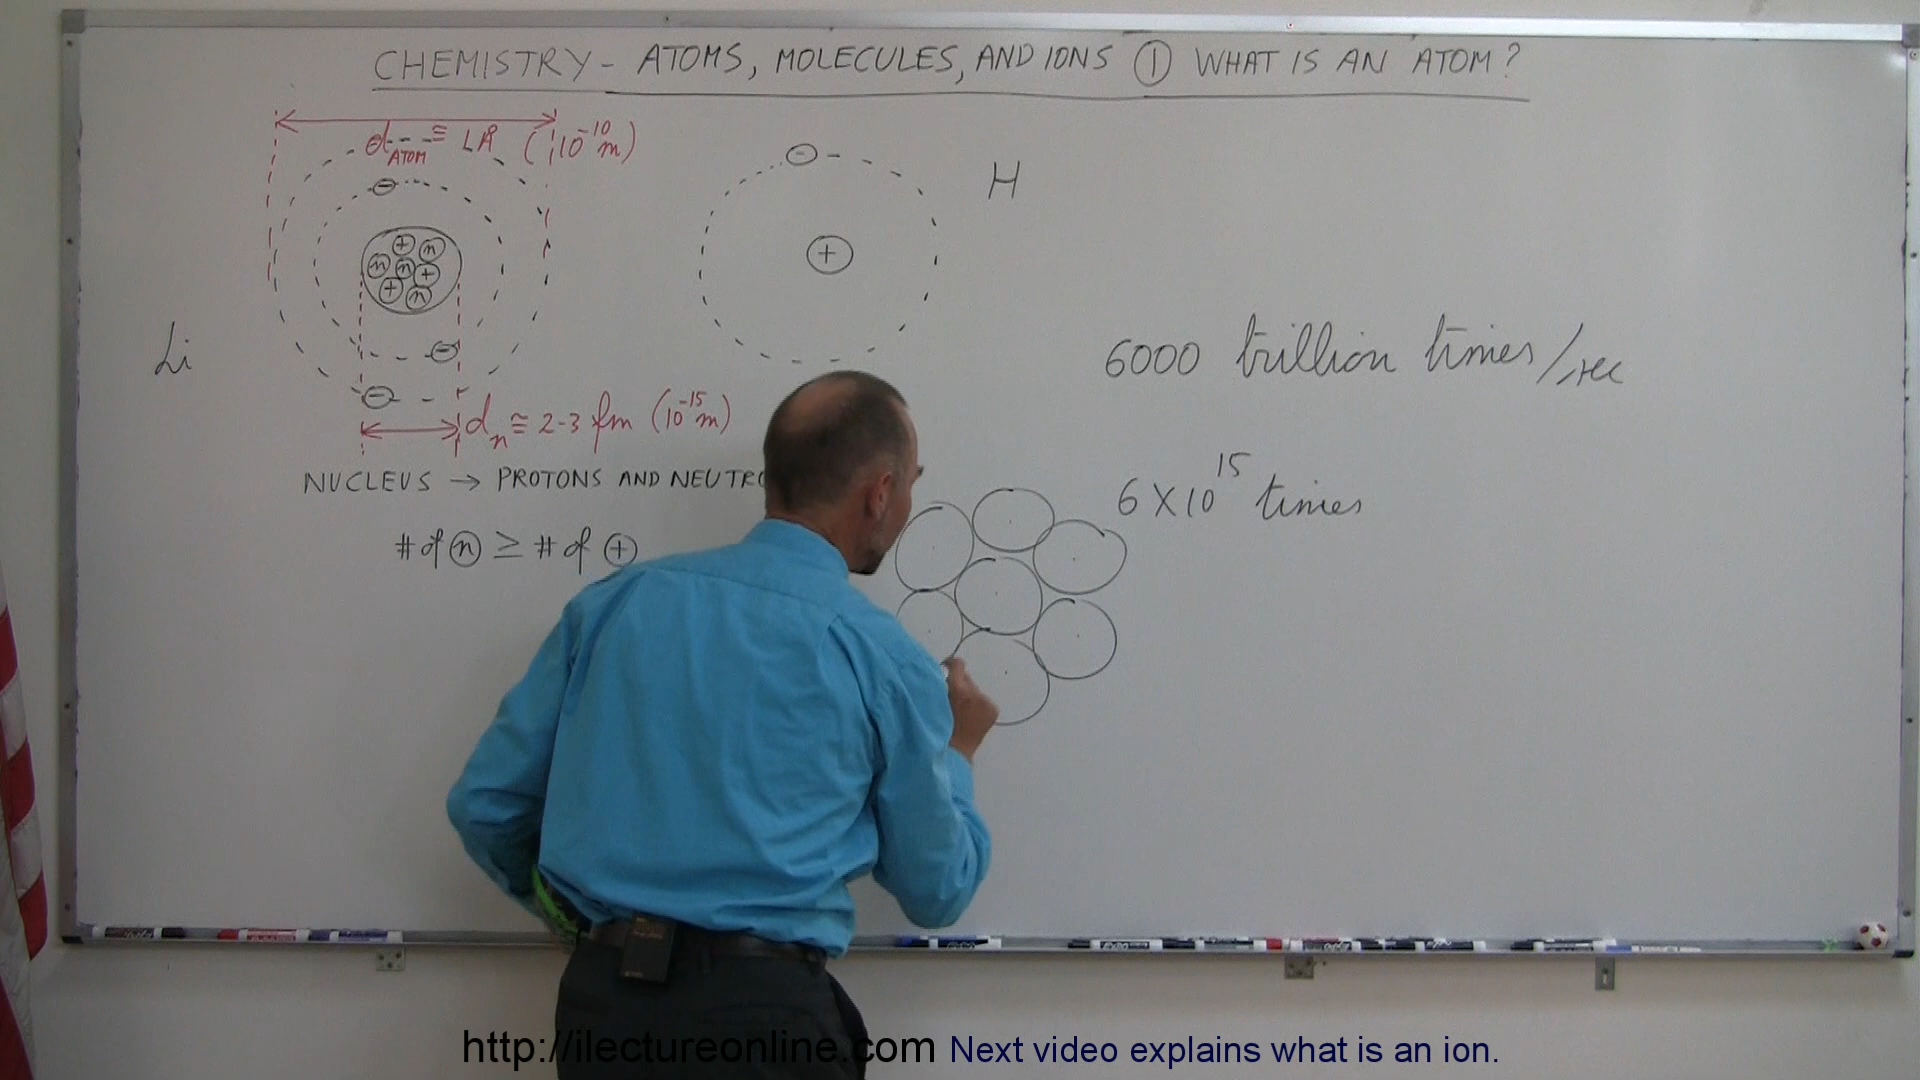 CHEMISTRY - ATOMS, MOLECULES, AND IONS ① WHAT IS AN ATOM?
d ATOM ≅ 1Å (10⁻¹⁰ m)
H
Li
d n ≅ 2-3 fm (10⁻¹⁵ m)
NUCLEUS → PROTONS AND NEUTRO
# of ⓝ ≥ # of ⊕
6000 trillion times/sec
6 X 10¹⁵ times
http://ilectureonline.com Next video explains what is an ion.